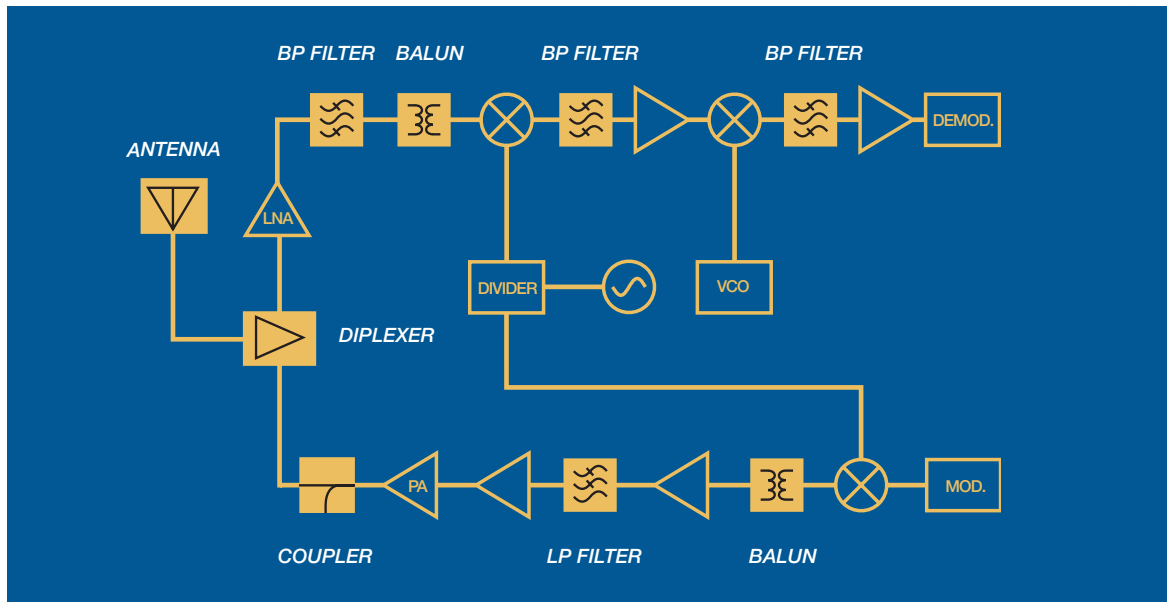 BP FILTER
BALUN
BP FILTER
BP FILTER
DEMOD.
ANTENNA
LNA
DIVIDER
VCO
DIPLEXER
PA
MOD.
COUPLER
LP FILTER
BALUN